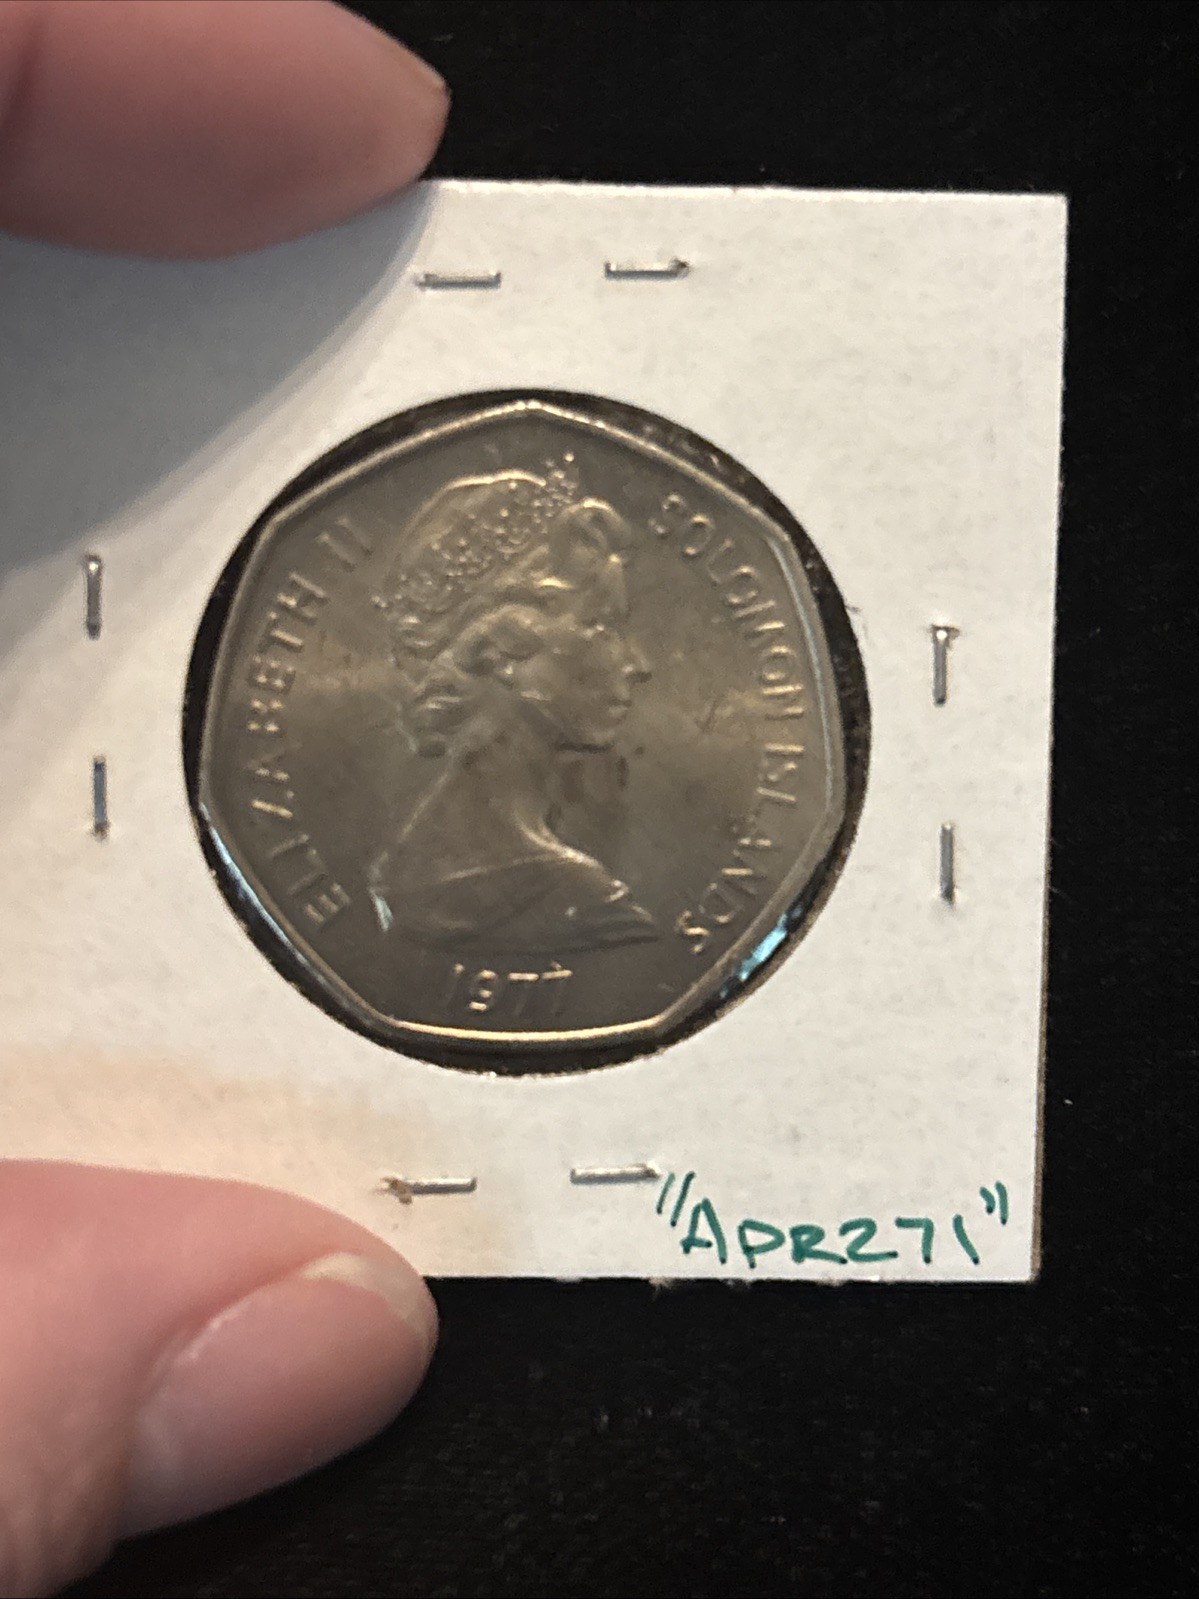 ELIZABETH II
SOLOMON ISLANDS
1977
"APR271"